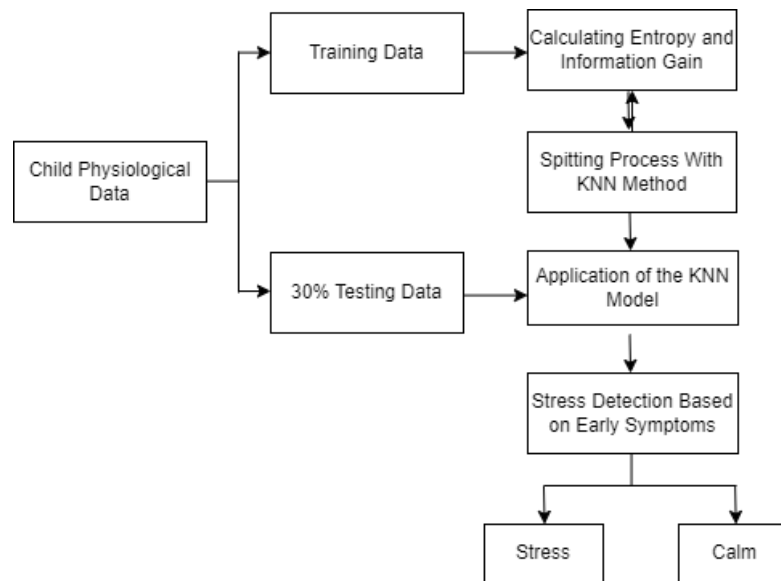 Training Data
Calculating Entropy and
Information Gain
Child Physiological
Data
Spitting Process With
KNN Method
30% Testing Data
Application of the KNN
Model
Stress Detection Based
on Early Symptoms
Stress
Calm